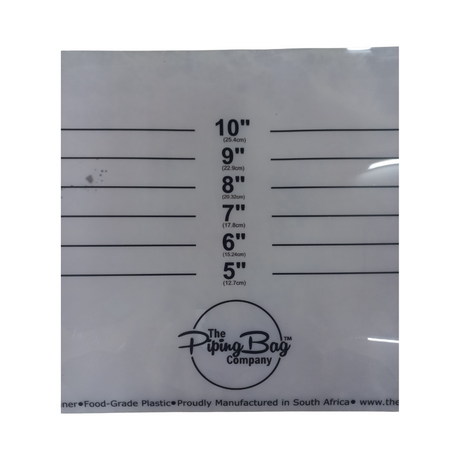 10"
(25.4cm)
9"
(22.9cm)
8"
(20.32cm)
7"
(17.8cm)
6"
(15.24cm)
5"
(12.7cm)
The
Piping Bag™
Company
ner•Food-Grade Plastic•Proudly Manufactured in South Africa• www.the